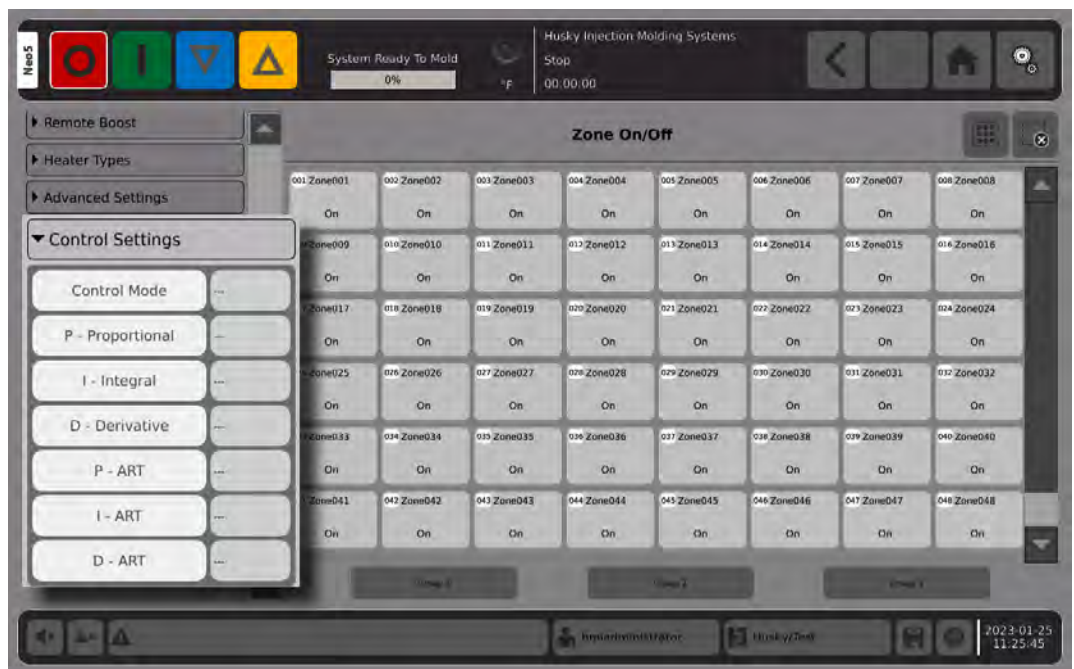 Neo5
System Ready To Mold
0%
°F
Husky Injection Molding Systems
Stop
00:00:00
Remote Boost
Heater Types
Advanced Settings
Control Settings
Control Mode ---
P - Proportional ---
I - Integral ---
D - Derivative ---
P - ART ---
I - ART ---
D - ART ---
Zone On/Off
001 Zone001 002 Zone002 003 Zone003 004 Zone004 005 Zone005 006 Zone006 007 Zone007 008 Zone008
On On On On On On On On
Zone009 010 Zone010 011 Zone011 012 Zone012 013 Zone013 014 Zone014 015 Zone015 016 Zone016
On On On On On On On On
Zone017 018 Zone018 019 Zone019 020 Zone020 021 Zone021 022 Zone022 023 Zone023 024 Zone024
On On On On On On On On
Zone025 026 Zone026 027 Zone027 028 Zone028 029 Zone029 030 Zone030 031 Zone031 032 Zone032
On On On On On On On On
Zone033 034 Zone034 035 Zone035 036 Zone036 037 Zone037 038 Zone038 039 Zone039 040 Zone040
On On On On On On On On
Zone041 042 Zone042 043 Zone043 044 Zone044 045 Zone045 046 Zone046 047 Zone047 048 Zone048
On On On On On On On On
hmiadministrator
Husky/Test
2023-01-25
11:25:45